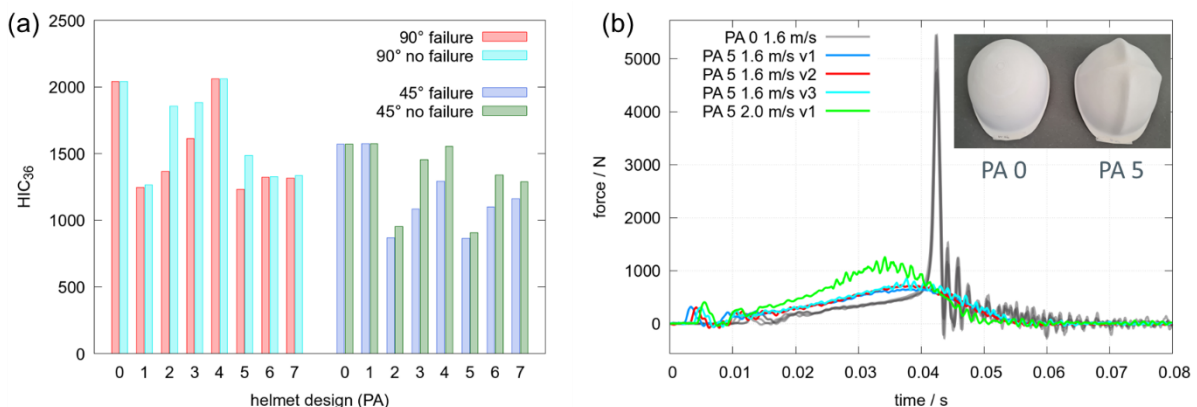 (a)
2500
2000
1500
1000
500
0
HIC36
90° failure
90° no failure
45° failure
45° no failure
0 1 2 3 4 5 6 7 0 1 2 3 4 5 6 7
helmet design (PA)
(b)
5000
4000
3000
2000
1000
0
force / N
PA 0 1.6 m/s
PA 5 1.6 m/s v1
PA 5 1.6 m/s v2
PA 5 1.6 m/s v3
PA 5 2.0 m/s v1
PA 0 PA 5
0 0.01 0.02 0.03 0.04 0.05 0.06 0.07 0.08
time / s